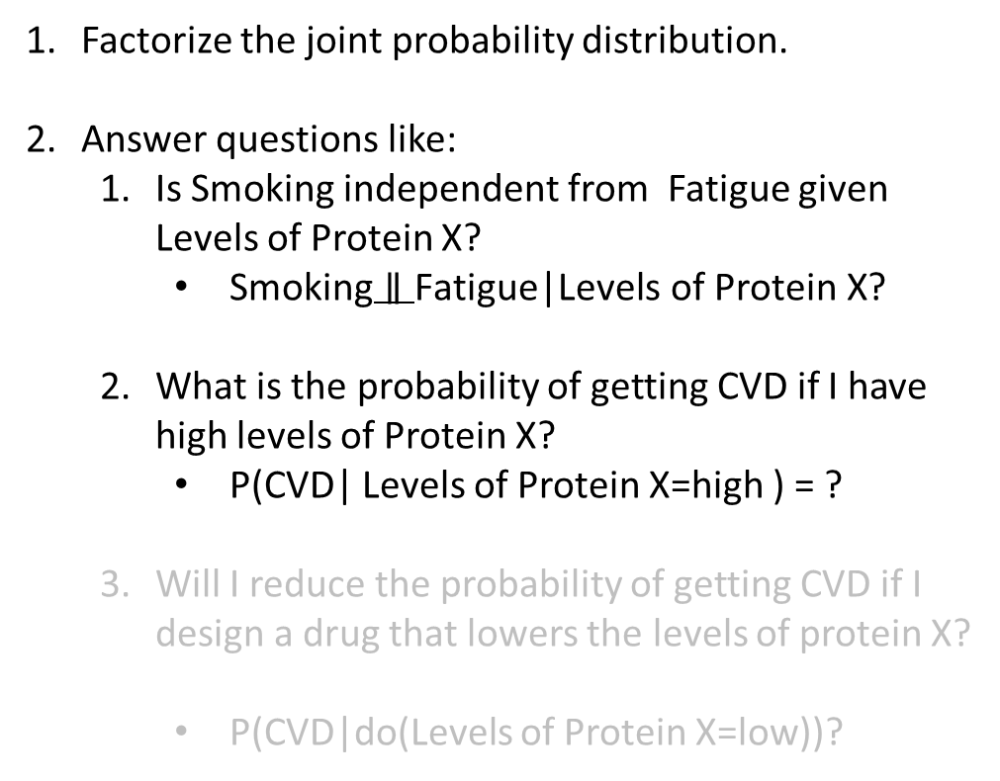 1. Factorize the joint probability distribution.
2. Answer questions like:
1. Is Smoking independent from  Fatigue given
Levels of Protein X?
• Smoking ⫫ Fatigue|Levels of Protein X?
2. What is the probability of getting CVD if I have
high levels of Protein X?
• P(CVD| Levels of Protein X=high ) = ?
3. Will I reduce the probability of getting CVD if I
design a drug that lowers the levels of protein X?
• P(CVD|do(Levels of Protein X=low))?